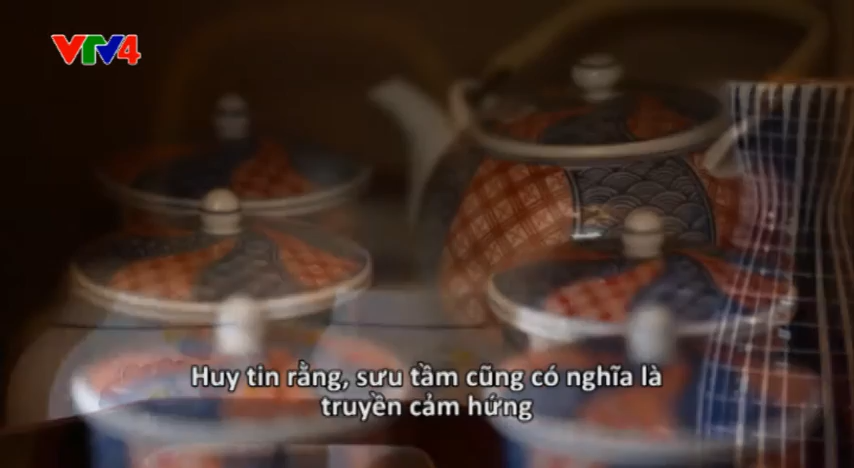 VTV4
Huy tin rằng, sưu tầm cũng có nghĩa là
truyền cảm hứng